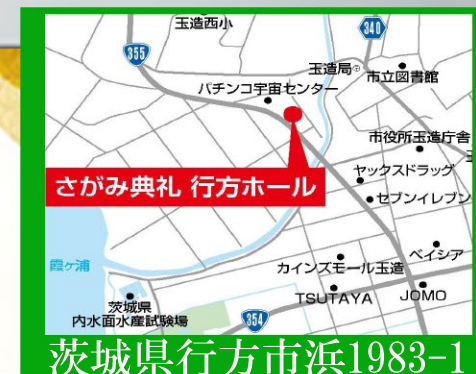 玉造西小
340
355
玉造局
市立図書館
パチンコ宇宙センター
市役所玉造庁舎
ヤックスドラッグ
さがみ典礼 行方ホール
セブンイレブン
霞ヶ浦
カインズモール玉造
ベイシア
茨城県
内水面水産試験場
TSUTAYA
JOMO
354
茨城県行方市浜1983-1